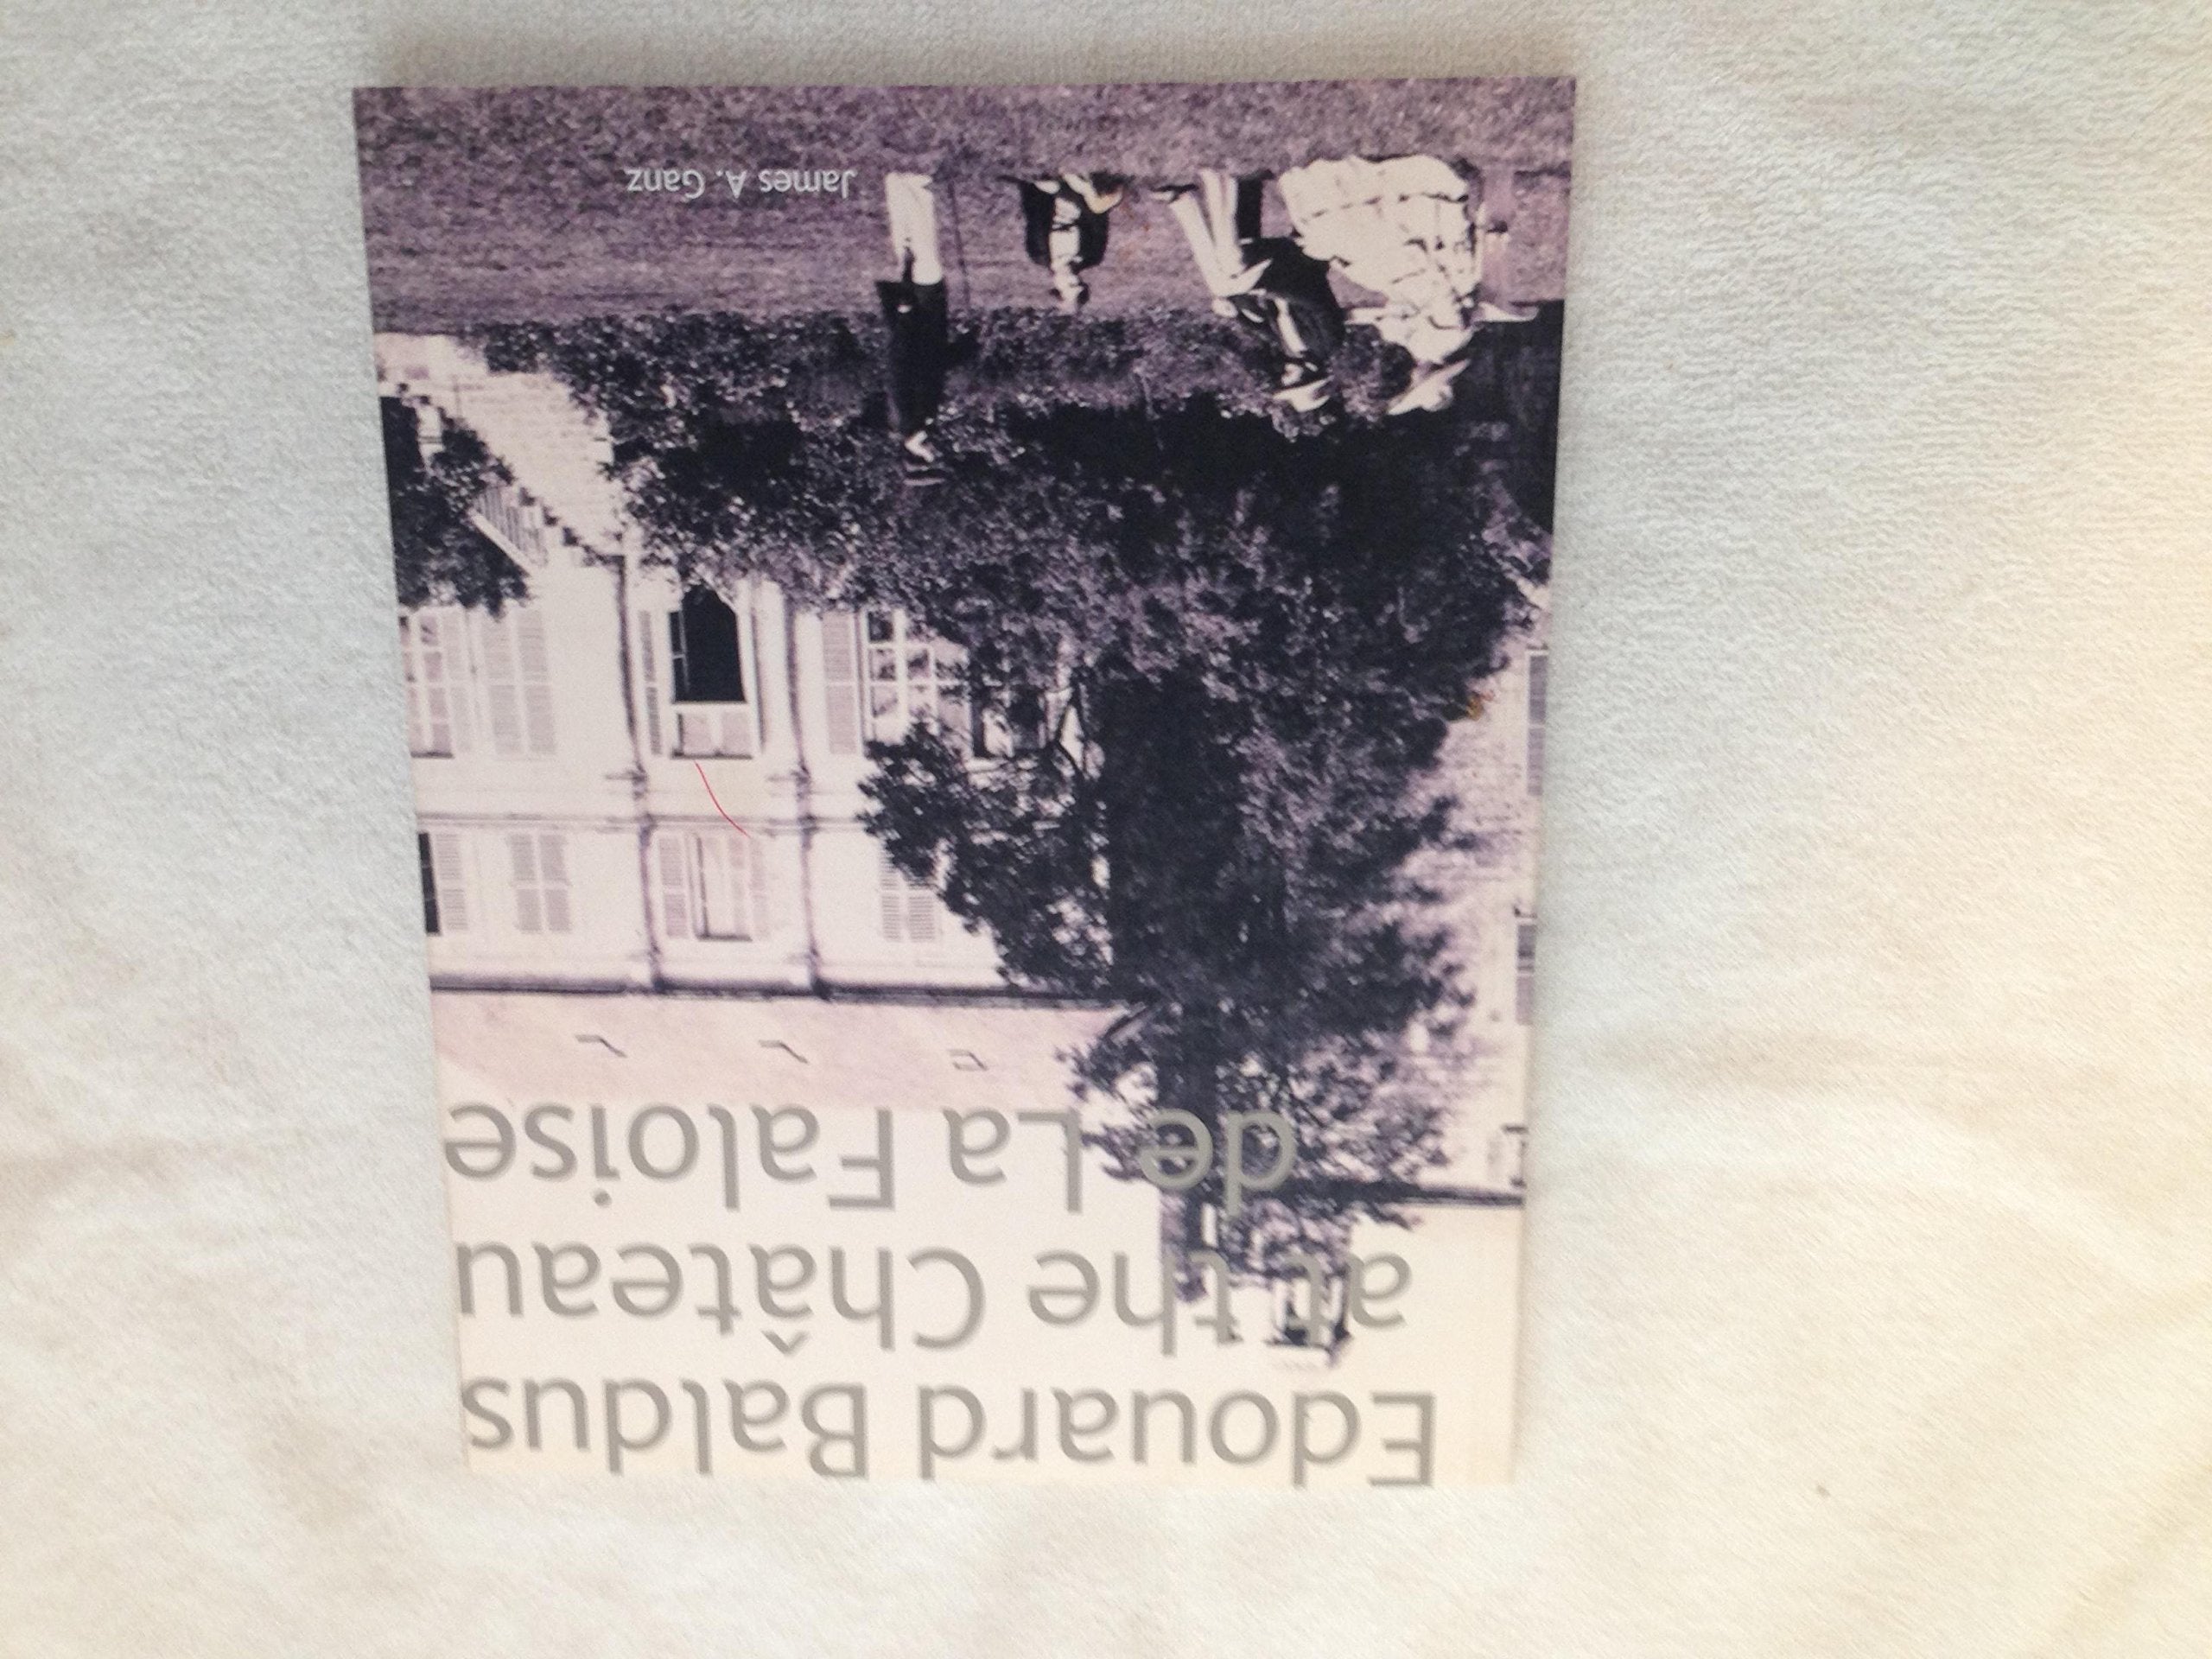 Edouard Baldus
at the Château
de La Faloise
James A. Ganz